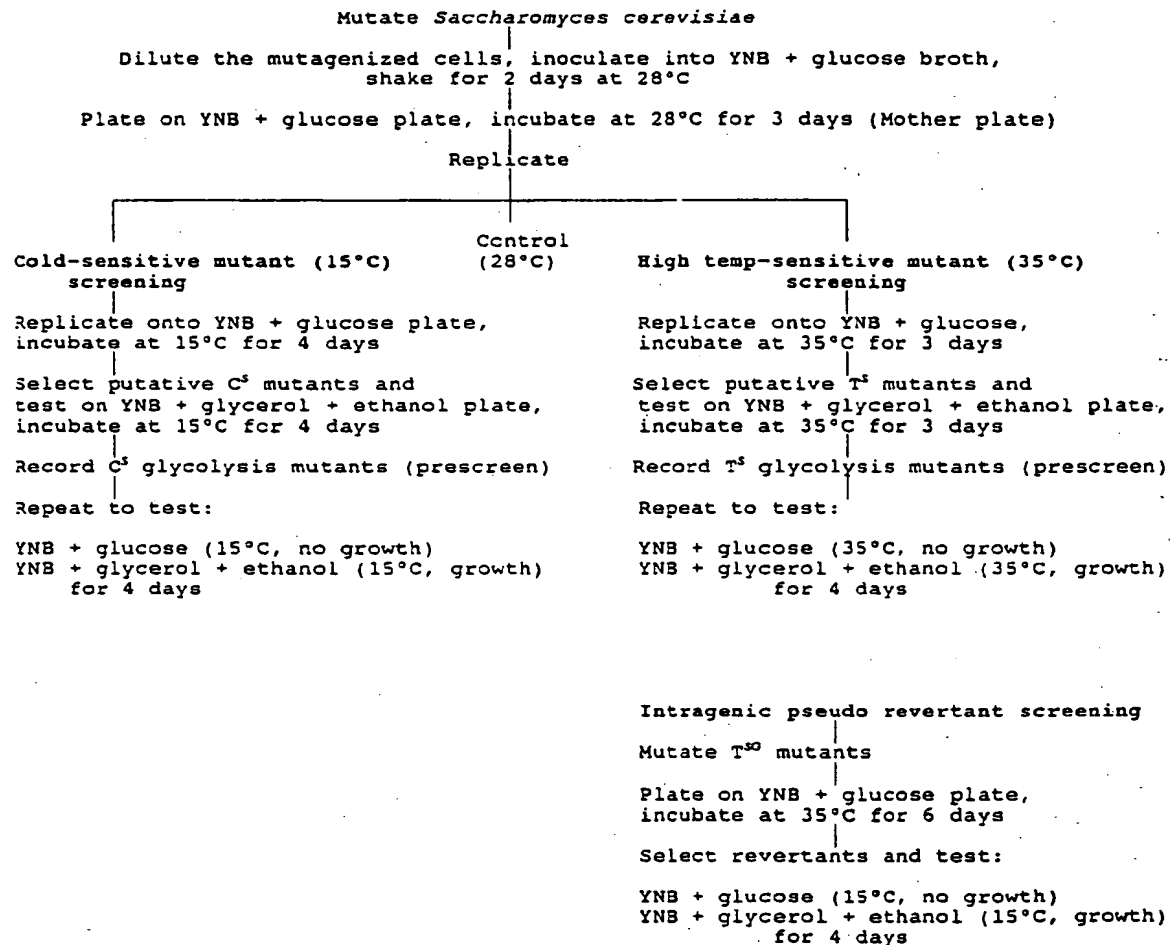 Mutate Saccharomyces cerevisiae
Dilute the mutagenized cells, inoculate into YNB + glucose broth,
shake for 2 days at 28°C
Plate on YNB + glucose plate, incubate at 28°C for 3 days (Mother plate)
Replicate
Control
(28°C)
Cold-sensitive mutant (15°C)
screening
Replicate onto YNB + glucose plate,
incubate at 15°C for 4 days
Select putative Cˢ mutants and
test on YNB + glycerol + ethanol plate,
incubate at 15°C for 4 days
Record Cˢ glycolysis mutants (prescreen)
Repeat to test:
YNB + glucose (15°C, no growth)
YNB + glycerol + ethanol (15°C, growth)
for 4 days
High temp-sensitive mutant (35°C)
screening
Replicate onto YNB + glucose,
incubate at 35°C for 3 days
Select putative Tˢ mutants and
test on YNB + glycerol + ethanol plate,
incubate at 35°C for 3 days
Record Tˢ glycolysis mutants (prescreen)
Repeat to test:
YNB + glucose (35°C, no growth)
YNB + glycerol + ethanol (35°C, growth)
for 4 days
Intragenic pseudo revertant screening
Mutate Tˢᴳ mutants
Plate on YNB + glucose plate,
incubate at 35°C for 6 days
Select revertants and test:
YNB + glucose (15°C, no growth)
YNB + glycerol + ethanol (15°C, growth)
for 4 days